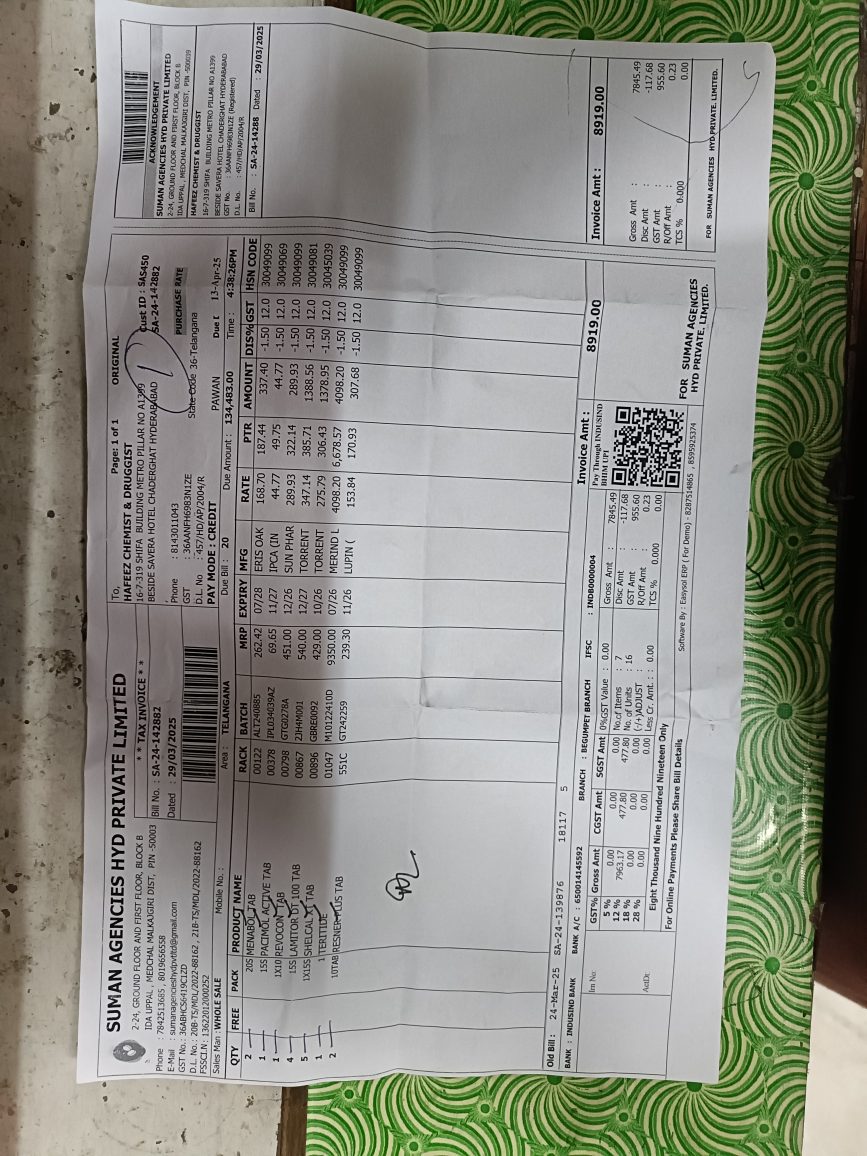 SUMAN AGENCIES HYD PRIVATE LIMITED
2-24, GROUND FLOOR AND FIRST FLOOR, BLOCK B
IDA UPPAL, MEDCHAL MALKAJGIRI DIST, PIN -50003
Phone : 7842513685 , 8019656558
E-Mail : sumanagencieshydpvtltd@gmail.com
GST No.: 36ABHCS6419C1ZD
D.L. No.: 20B-TS/MDL/2022-88162 , 21B-TS/MDL/2022-88162
FSSCI.N : 13622012000252
* * TAX INVOICE * *
Bill No. : SA-24-142882
Dated : 29/03/2025
To, Page: 1 of 1 ORIGINAL
HAFEEZ CHEMIST & DRUGGIST Cust ID : SAS450
16-7-319 SHIFA BUILDING METRO PILLAR NO A1399 SA-24-142882
BESIDE SAVERA HOTEL CHADERGHAT HYDERABABAD
PURCHASE RATE
Phone : 8143011043
GST : 36AANFH6983N1ZE State Code 36-Telangana
D.L. No : 457/HD/AP/2004/R
PAY MODE : CREDIT PAWAN Due D 13-Apr-25
Sales Man : WHOLE SALE Mobile No. : Area : TELANGANA Due Bill : 20 Due Amount : 134,483.00 Time : 4:38:26PM
QTY FREE PACK PRODUCT NAME RACK BATCH MRP EXPIRY MFG RATE PTR AMOUNT DIS% GST HSN CODE
2 20S MENABOL TAB 00122 ALT240885 262.42 07/28 ERIS OAK 168.70 187.44 337.40 -1.50 12.0 30049099
1 15S PACIMOL ACTIVE TAB 00378 IPL034039AZ 69.65 11/27 IPCA (IN 44.77 49.75 44.77 -1.50 12.0 30049069
1 1X10 REVOCON TAB 00798 GTG0278A 451.00 12/26 SUN PHAR 289.93 322.14 289.93 -1.50 12.0 30049099
4 15S LAMITOR DT 100 TAB 00867 2JH4M001 540.00 12/27 TORRENT 347.14 385.71 1388.56 -1.50 12.0 30049081
5 1X15S SHELCAL TAB 00896 GBRE0092 429.00 10/26 TORRENT 275.79 306.43 1378.95 -1.50 12.0 30045039
1 1 TERITIDE 01047 M10122410D 9350.00 07/26 MERIND L 4098.20 6,678.57 4098.20 -1.50 12.0 30049099
2 10TAB RESNER PLUS TAB 551C GT242259 239.30 11/26 LUPIN ( 153.84 170.93 307.68 -1.50 12.0 30049099
Old Bill : 24-Mar-25 SA-24-139876 18117 5
BANK : INDUSIND BANK BANK A/C : 650014145592 BRANCH : BEGUMPET BRANCH IFSC : INDB0000004
GST% Gross Amt CGST Amt SGST Amt 0%GST Value : 0.00
5 % 0.00 0.00 0.00 No.of Items : 7
12 % 7963.17 477.80 477.80 No. of Units : 16
18 % 0.00 0.00 0.00 (-/+)ADJUST :
28 % 0.00 0.00 0.00 Less Cr. Amt. : 0.00
Eight Thousand Nine Hundred Nineteen Only
For Online Payments Please Share Bill Details
Invoice Amt : 8919.00
Gross Amt : 7845.49
Disc Amt : -117.68
GST Amt : 955.60
R/Off Amt : 0.23
TCS % 0.000 0.00
Pay Through INDUSIND
BHIM UPI
FOR SUMAN AGENCIES
HYD PRIVATE. LIMITED.
Software By : Easysol ERP ( For Demo) - 8287514865 , 8595925374
ACKNOWLEDGEMENT
SUMAN AGENCIES HYD PRIVATE LIMITED
2-24, GROUND FLOOR AND FIRST FLOOR, BLOCK B
IDA UPPAL, MEDCHAL MALKAJGIRI DIST, PIN -500039
HAFEEZ CHEMIST & DRUGGIST
16-7-319 SHIFA BUILDING METRO PILLAR NO A1399
BESIDE SAVERA HOTEL CHADERGHAT HYDERABABAD
GST No. : 36AANFH6983N1ZE (Registered)
D.L. No. : 457/HD/AP/2004/R
Bill No. : SA-24-14288 Dated : 29/03/2025
Invoice Amt : 8919.00
Gross Amt : 7845.49
Disc Amt : -117.68
GST Amt : 955.60
R/Off Amt : 0.23
TCS % 0.000 0.00
FOR SUMAN AGENCIES HYD PRIVATE. LIMITED.